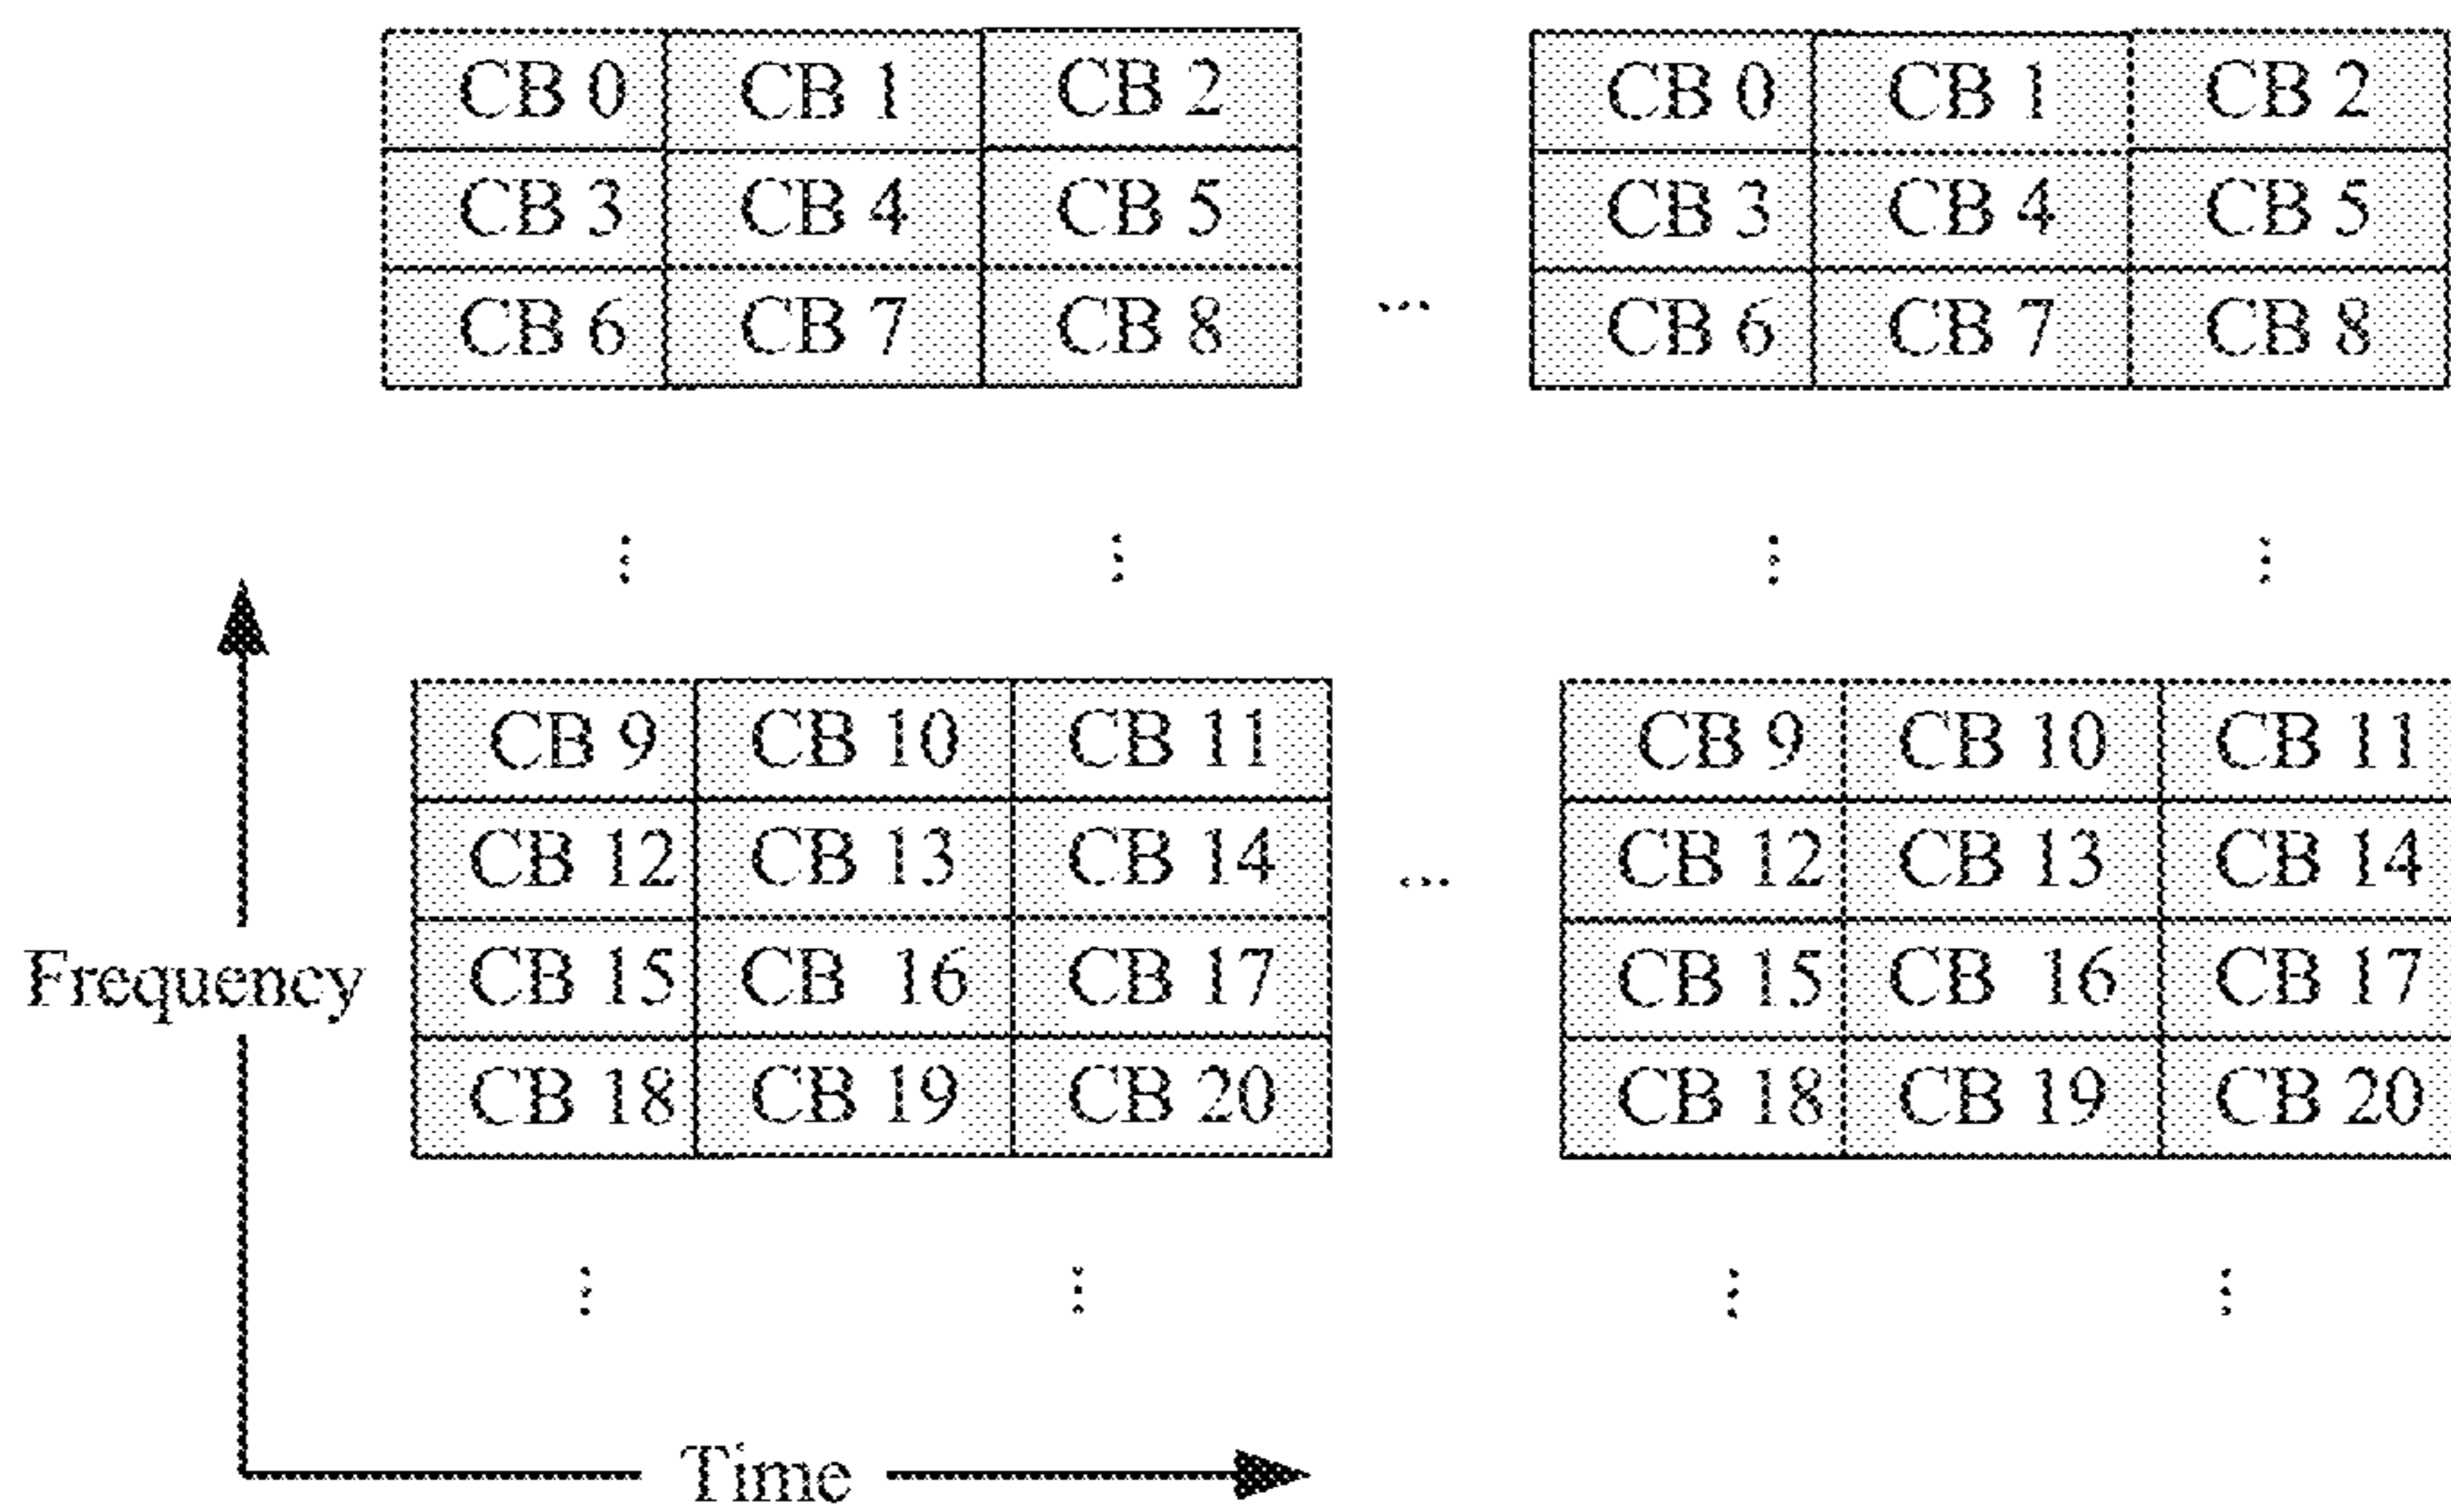 CB 0 CB 1 CB 2 CB 0 CB 1 CB 2
CB 3 CB 4 CB 5 CB 3 CB 4 CB 5
CB 6 CB 7 CB 8 ... CB 6 CB 7 CB 8
CB 9 CB 10 CB 11 CB 9 CB 10 CB 11
CB 12 CB 13 CB 14 ... CB 12 CB 13 CB 14
Frequency
CB 15 CB 16 CB 17 CB 15 CB 16 CB 17
CB 18 CB 19 CB 20 CB 18 CB 19 CB 20
Time